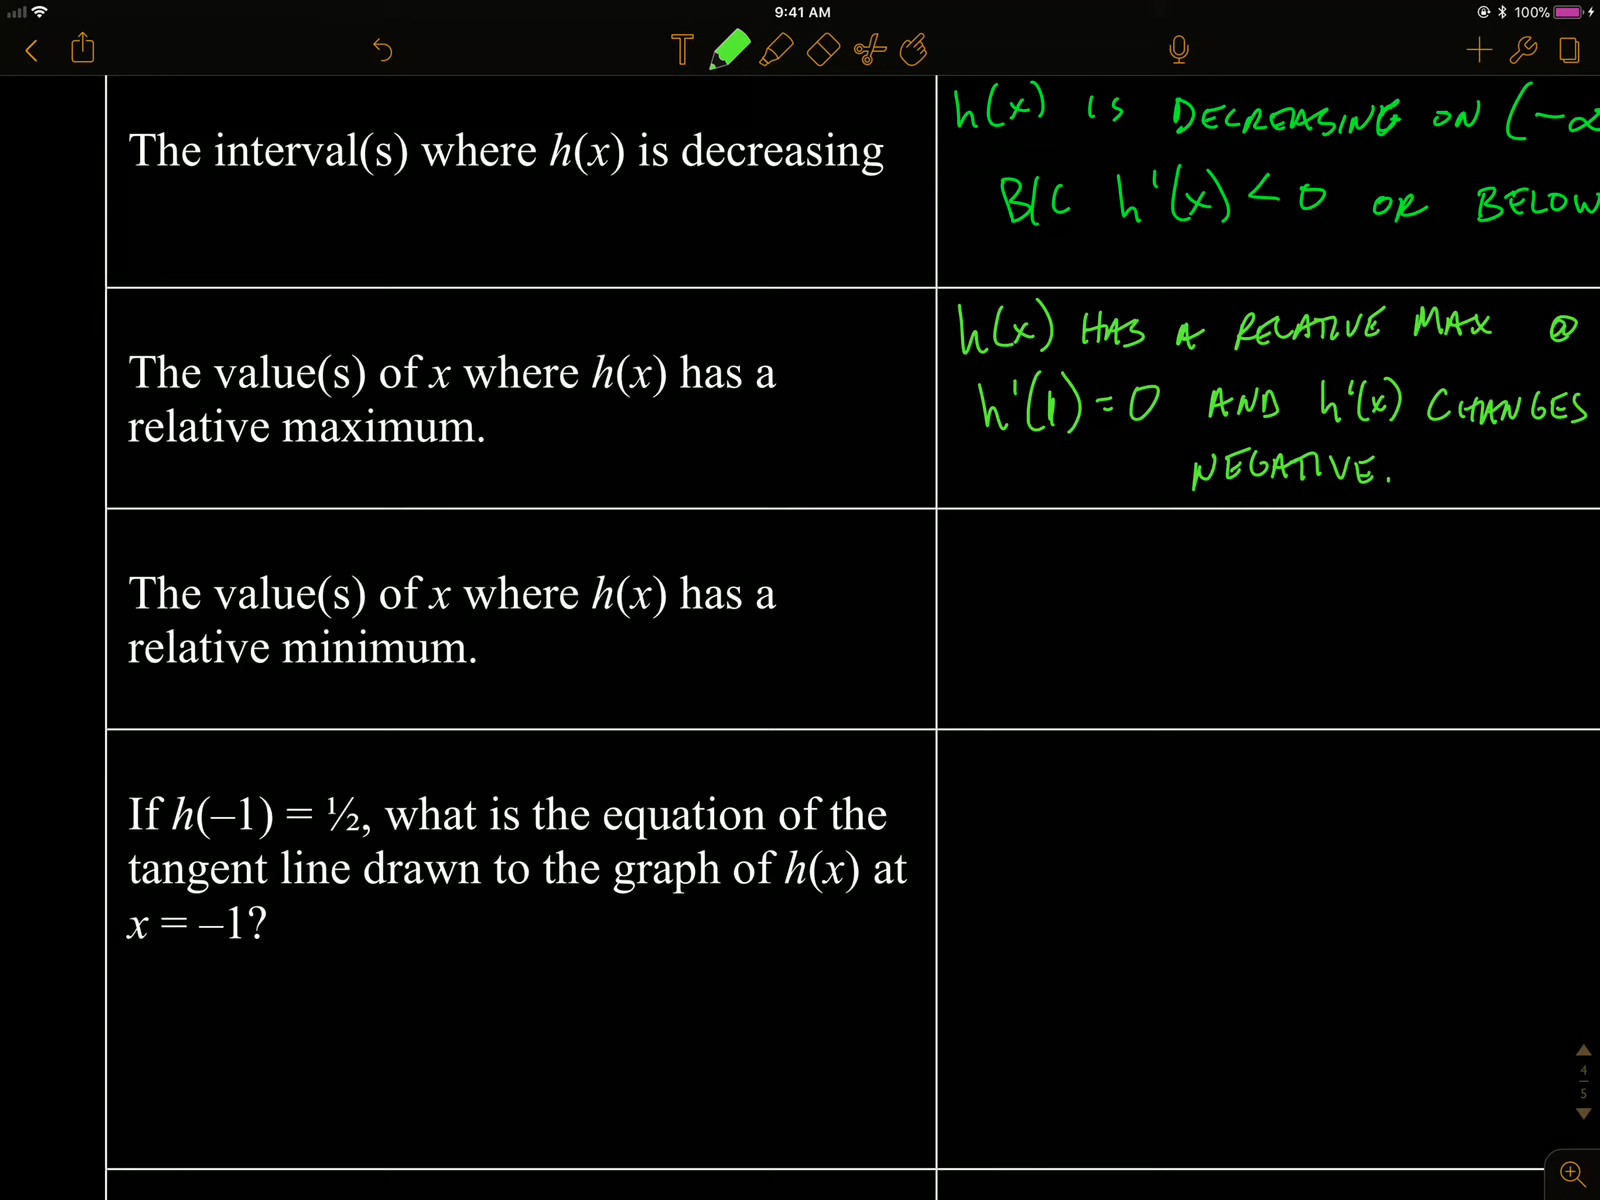 9:41 AM
100%
T
The interval(s) where h(x) is decreasing
h(x) IS DECREASING ON (-∞
B/C h'(x) < 0 OR BELOW
The value(s) of x where h(x) has a
relative maximum.
h(x) HAS A RELATIVE MAX @
h'(1) = 0 AND h'(x) CHANGES
NEGATIVE.
The value(s) of x where h(x) has a
relative minimum.
If h(–1) = ½, what is the equation of the
tangent line drawn to the graph of h(x) at
x = –1?
4
5